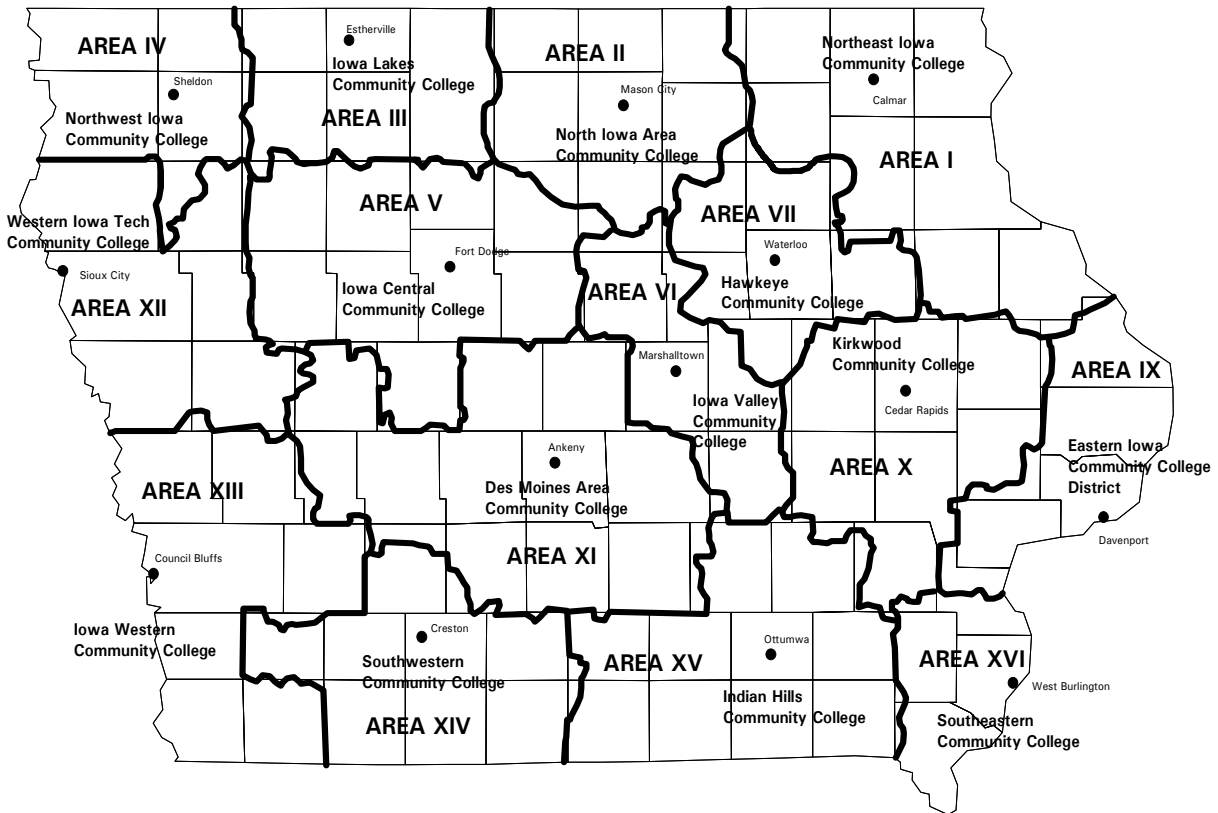 AREA IV
Estherville
AREA II
Northeast Iowa
Community College
Iowa Lakes
Community College
Sheldon
Mason City
Calmar
Northwest Iowa
Community College
AREA III
North Iowa Area
Community College
AREA I
AREA V
AREA VII
Western Iowa Tech
Community College
Fort Dodge
Waterloo
Sioux City
Iowa Central
Community College
AREA VI
Hawkeye
Community College
AREA XII
Kirkwood
Community College
Marshalltown
AREA IX
Iowa Valley
Community
College
Cedar Rapids
Ankeny
Eastern Iowa
Community College
District
AREA X
AREA XIII
Des Moines Area
Community College
Davenport
Council Bluffs
AREA XI
Iowa Western
Community College
Creston
Ottumwa
Southwestern
Community College
AREA XV
AREA XVI
West Burlington
Indian Hills
Community College
AREA XIV
Southeastern
Community College